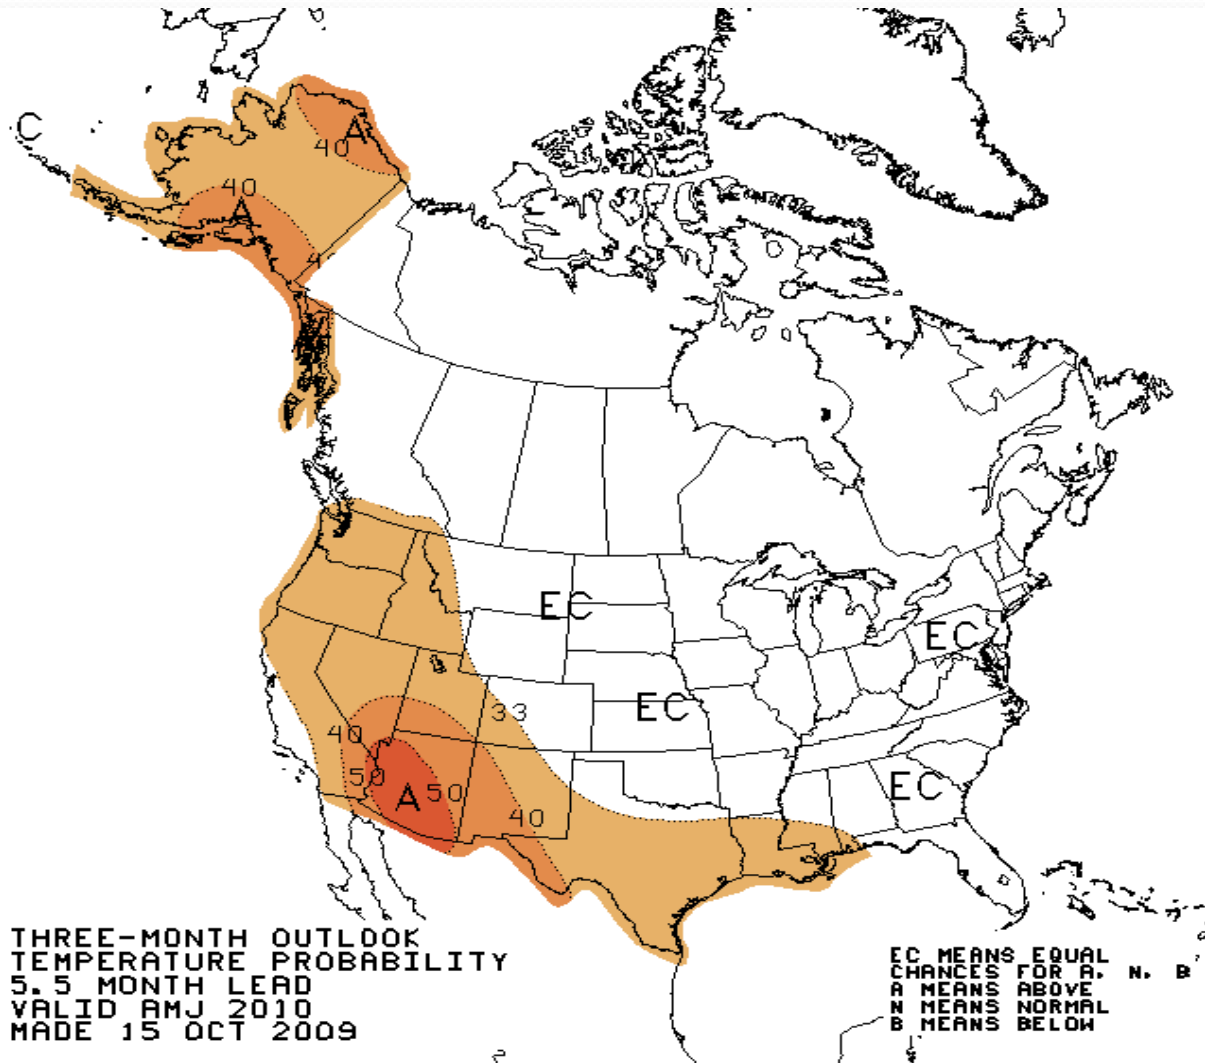 C
A
40
40
A
4
EC
EC
33
EC
40
50
A
50
EC
40
THREE-MONTH OUTLOOK
TEMPERATURE PROBABILITY
5.5 MONTH LEAD
VALID AMJ 2010
MADE 15 OCT 2009
EC MEANS EQUAL
CHANCES FOR A, N, B
A MEANS ABOVE
N MEANS NORMAL
B MEANS BELOW